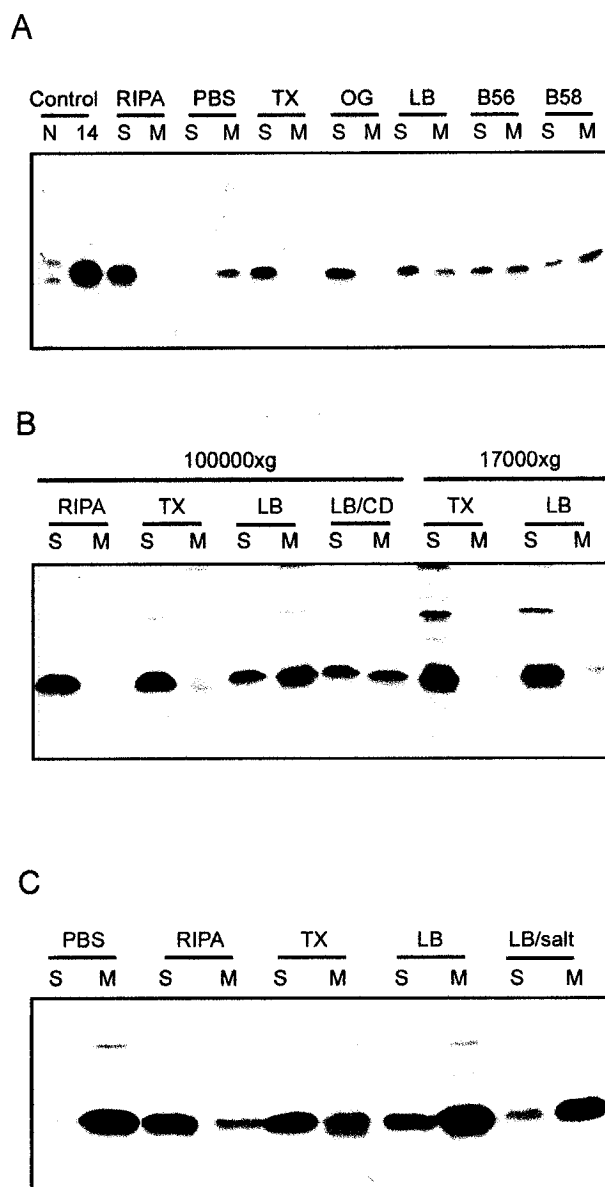 A
Control RIPA PBS TX OG LB B56 B58
N 14 S M S M S M S M S M S M S M
B
100000xg 17000xg
RIPA TX LB LB/CD TX LB
S M S M S M S M S M S M
C
PBS RIPA TX LB LB/salt
S M S M S M S M S M